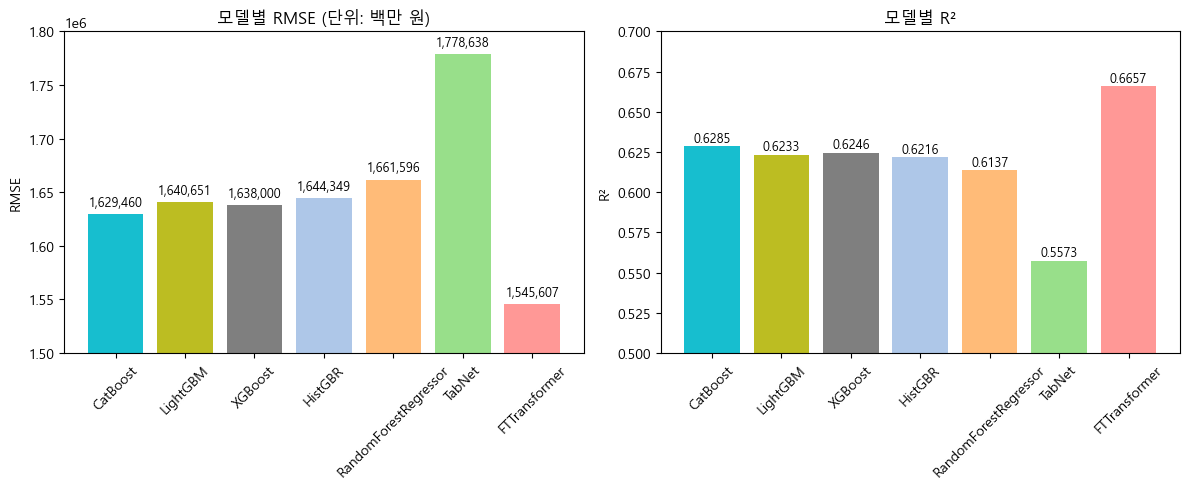 모델별 RMSE (단위: 백만 원)
1e6
1.80
1.75
1.70
1.65
1.60
1.55
1.50
RMSE
1,629,460
1,640,651
1,638,000
1,644,349
1,661,596
1,778,638
1,545,607
CatBoost
LightGBM
XGBoost
HistGBR
RandomForestRegressor
TabNet
FTTransformer
모델별 R²
0.700
0.675
0.650
0.625
0.600
0.575
0.550
0.525
0.500
R²
0.6285
0.6233
0.6246
0.6216
0.6137
0.5573
0.6657
CatBoost
LightGBM
XGBoost
HistGBR
RandomForestRegressor
TabNet
FTTransformer